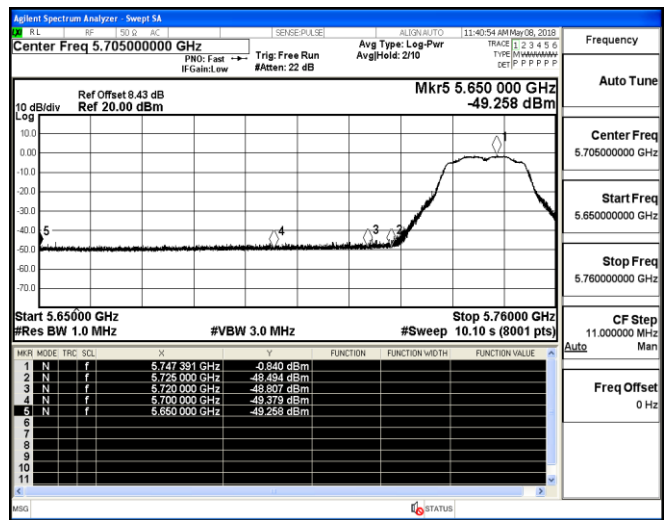 Agilent Spectrum Analyzer - Swept SA
RL RF 50 Ω AC SENSE:PULSE ALIGNAUTO 11:40:54 AM May 08, 2018
Center Freq 5.705000000 GHz
PNO: Fast
IFGain:Low
Trig: Free Run
#Atten: 22 dB
Avg Type: Log-Pwr
Avg|Hold: 2/10
TRACE 1 2 3 4 5 6
TYPE MWWWWW
DET P P P P P P
Mkr5 5.650 000 GHz
-49.258 dBm
Ref Offset 8.43 dB
10 dB/div Ref 20.00 dBm
Log
10.0
0.00
-10.0
-20.0
-30.0
-40.0
-50.0
-60.0
-70.0
1
5
4
3
2
Start 5.65000 GHz Stop 5.76000 GHz
#Res BW 1.0 MHz #VBW 3.0 MHz #Sweep 10.10 s (8001 pts)
MKR MODE TRC SCL X Y FUNCTION FUNCTION WIDTH FUNCTION VALUE
1 N f 5.747 391 GHz -0.840 dBm
2 N f 5.725 000 GHz -48.494 dBm
3 N f 5.720 000 GHz -48.807 dBm
4 N f 5.700 000 GHz -49.379 dBm
5 N f 5.650 000 GHz -49.258 dBm
6
7
8
9
10
11
MSG STATUS
Frequency
Auto Tune
Center Freq
5.705000000 GHz
Start Freq
5.650000000 GHz
Stop Freq
5.760000000 GHz
CF Step
11.000000 MHz
Auto Man
Freq Offset
0 Hz